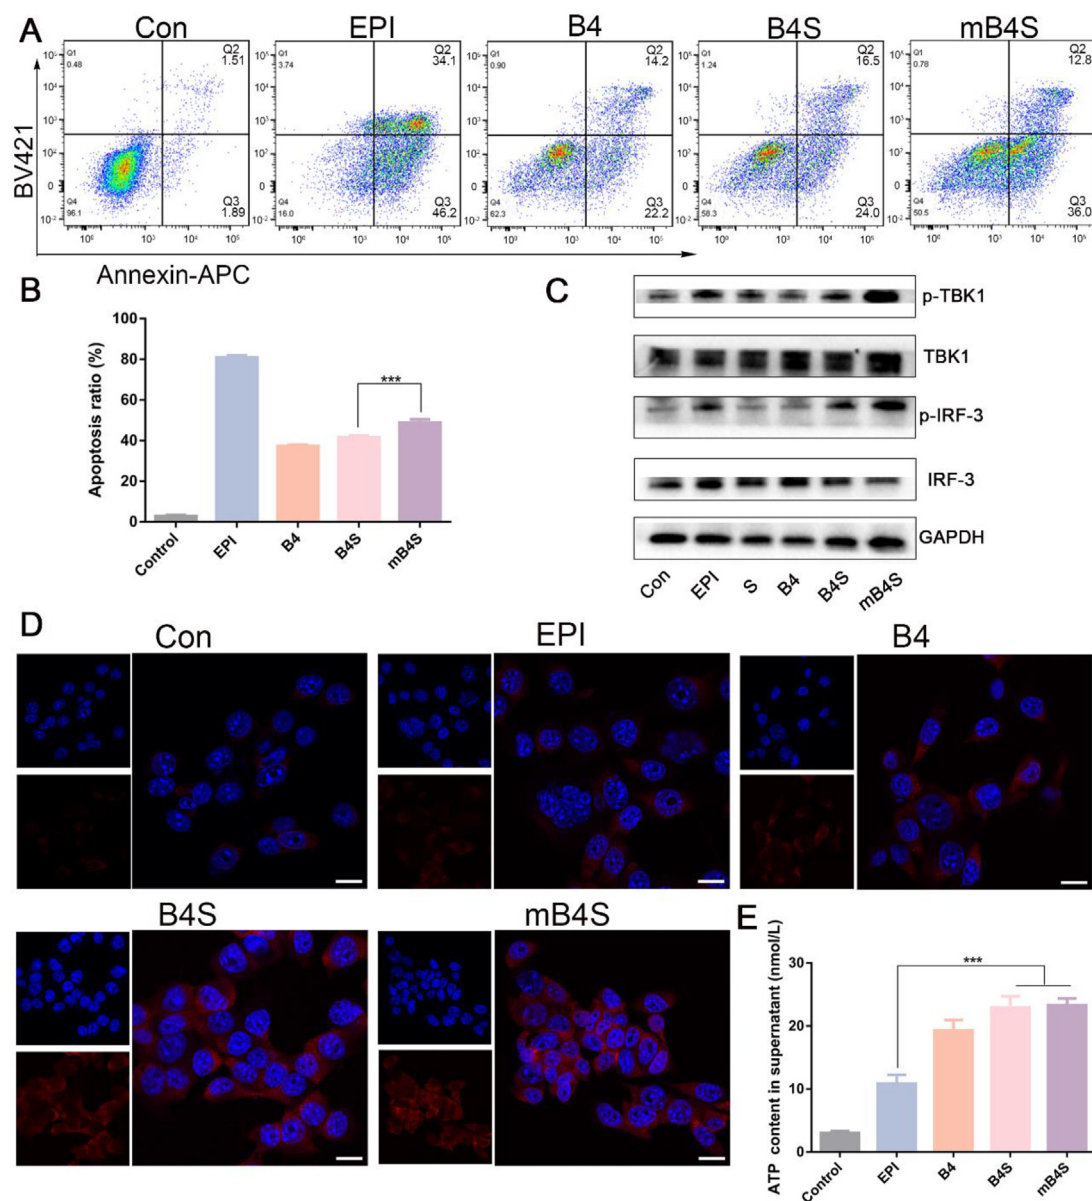 A
Con
EPI
B4
B4S
mB4S
Q1
0.48
Q2
1.51
Q4
96.1
Q3
1.89
Q1
3.74
Q2
34.1
Q4
16.0
Q3
46.2
Q1
0.90
Q2
14.2
Q4
62.3
Q3
22.2
Q1
1.24
Q2
16.5
Q4
58.3
Q3
24.0
Q1
0.78
Q2
12.8
Q4
50.5
Q3
36.0
BV421
Annexin-APC
B
Apoptosis ratio (%)
100
80
60
40
20
0
***
Control
EPI
B4
B4S
mB4S
C
p-TBK1
TBK1
p-IRF-3
IRF-3
GAPDH
Con
EPI
S
B4
B4S
mB4S
D
Con
EPI
B4
B4S
mB4S
E
ATP content in supernatant (nmol/L)
30
20
10
0
***
Control
EPI
B4
B4S
mB4S